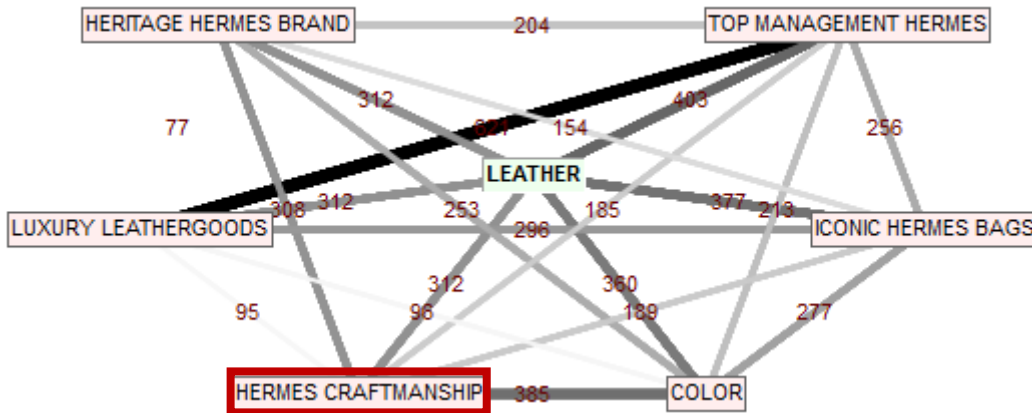 HERITAGE HERMES BRAND
204
TOP MANAGEMENT HERMES
312
403
77
154
256
LEATHER
308
312
253
185
377
213
LUXURY LEATHERGOODS
296
ICONIC HERMES BAGS
312
360
95
96
189
277
HERMES CRAFTMANSHIP
385
COLOR